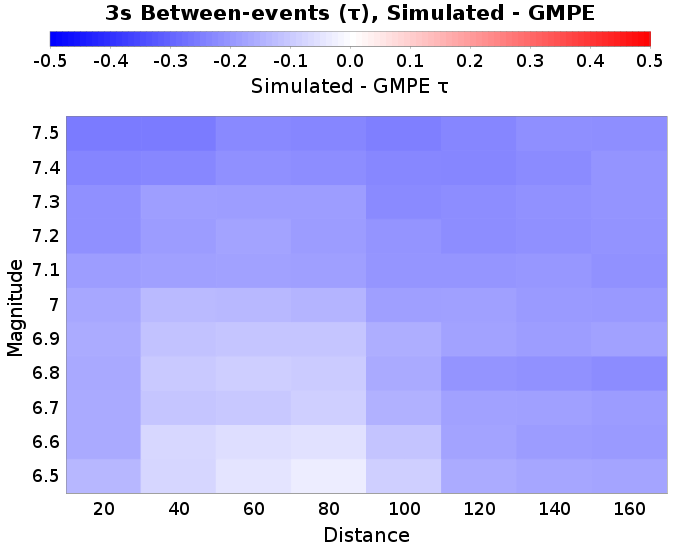 3s Between-events (τ), Simulated - GMPE
-0.5 -0.4 -0.3 -0.2 -0.1 0.0 0.1 0.2 0.3 0.4 0.5
Simulated - GMPE τ
Magnitude
7.5
7.4
7.3
7.2
7.1
7
6.9
6.8
6.7
6.6
6.5
20 40 60 80 100 120 140 160
Distance